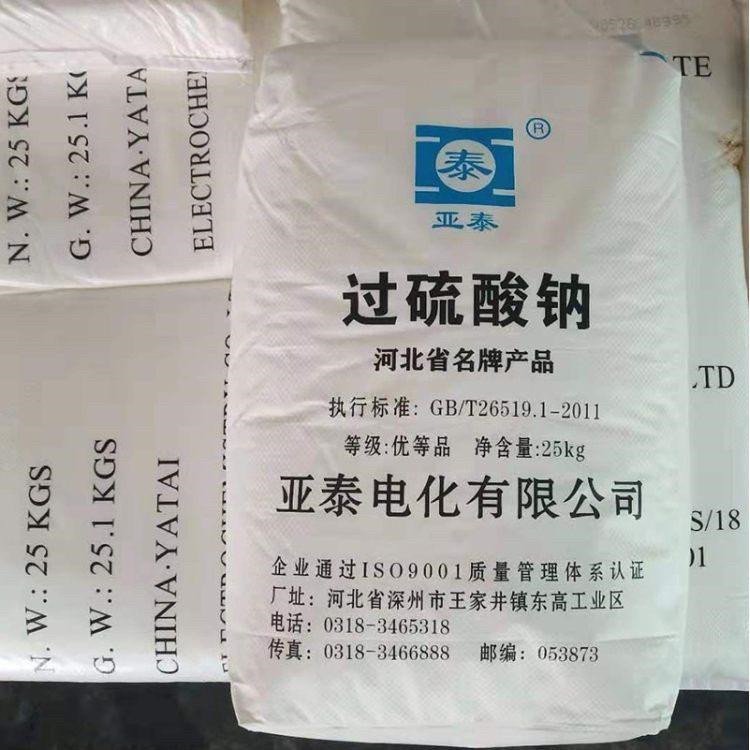 泰
®
亚泰
过硫酸钠
河北省名牌产品
执行标准: GB/T26519.1-2011
等级:优等品 净含量:25kg
亚泰电化有限公司
企业通过ISO9001质量管理体系认证
厂址: 河北省深州市王家井镇东高工业区
电话: 0318-3465318
传真: 0318-3466888 邮编: 053873
N. W.: 25 KGS
G. W.: 25.1 KG
CHINA·YATAI
ELECTROCHE
N. W.: 25 KGS
G. W.: 25.1 KGS
CHINA·YATAI
TE
LTD
S/18
01